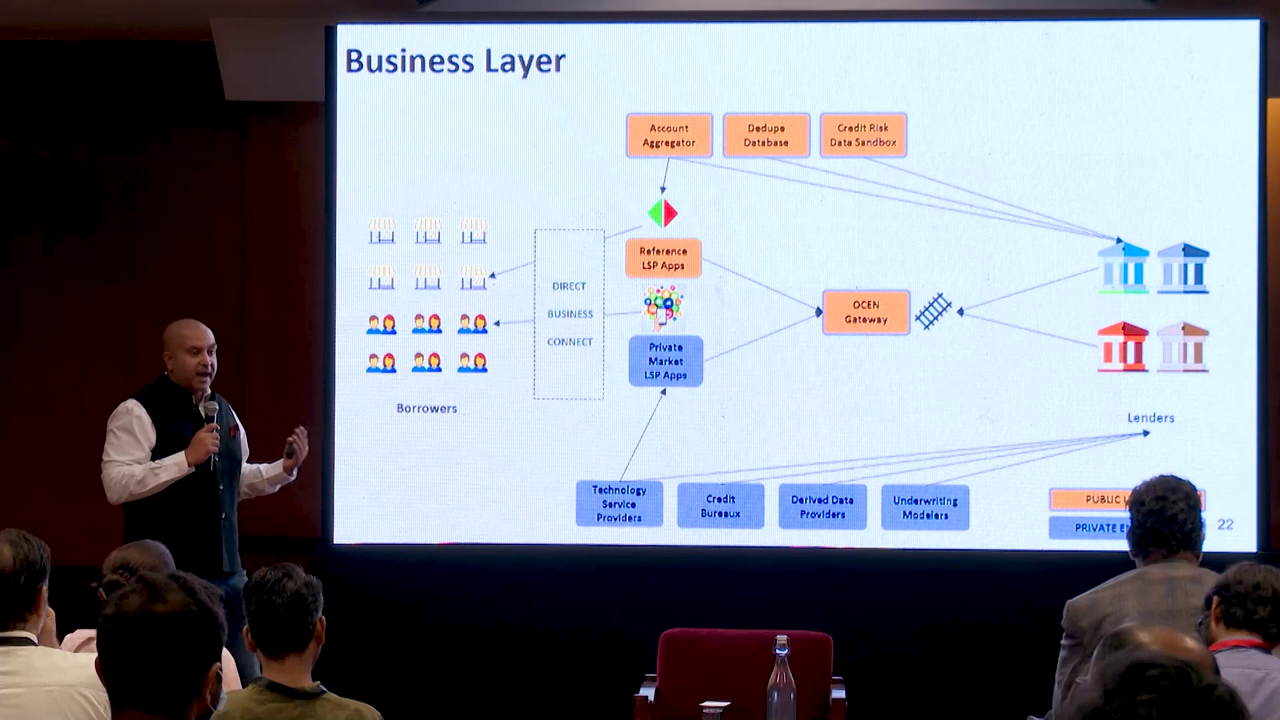 Business Layer
Account
Aggregator
Dedupe
Database
Credit Risk
Data Sandbox
Reference
LSP Apps
DIRECT
BUSINESS
CONNECT
OCEN
Gateway
Private
Market
LSP Apps
Borrowers
Lenders
Technology
Service
Providers
Credit
Bureaux
Derived Data
Providers
Underwriting
Modelers
PUBLIC
PRIVATE
22